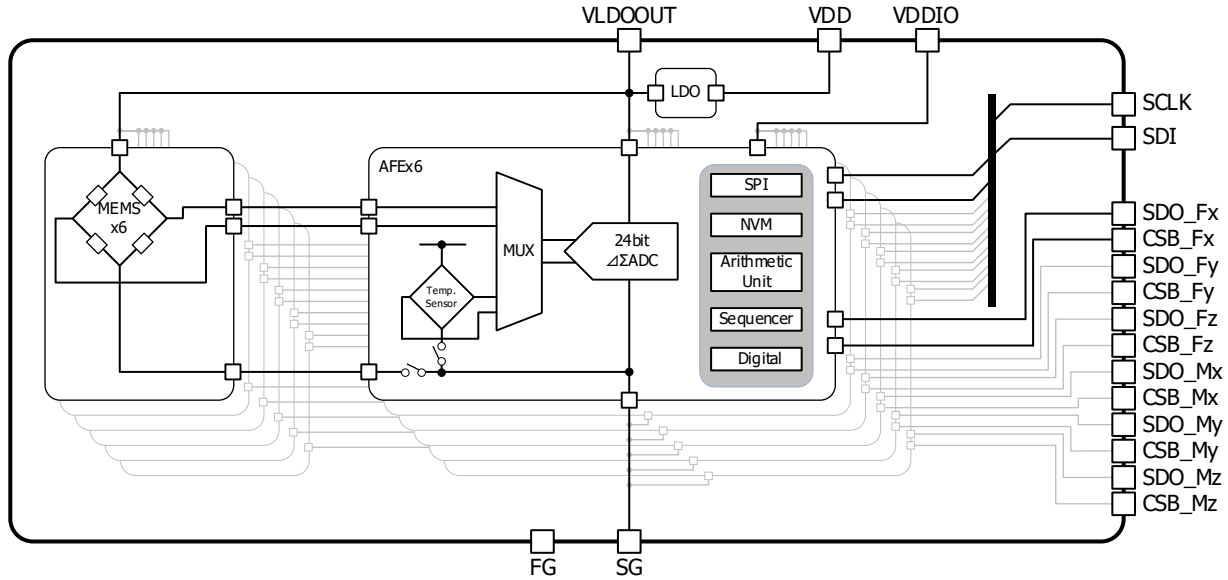 VLDOOUT
VDD
VDDIO
LDO
SCLK
SDI
AFEx6
MEMS
x6
MUX
24bit
⊿ΣADC
Temp.
Sensor
SPI
NVM
Arithmetic
Unit
Sequencer
Digital
SDO_Fx
CSB_Fx
SDO_Fy
CSB_Fy
SDO_Fz
CSB_Fz
SDO_Mx
CSB_Mx
SDO_My
CSB_My
SDO_Mz
CSB_Mz
FG
SG